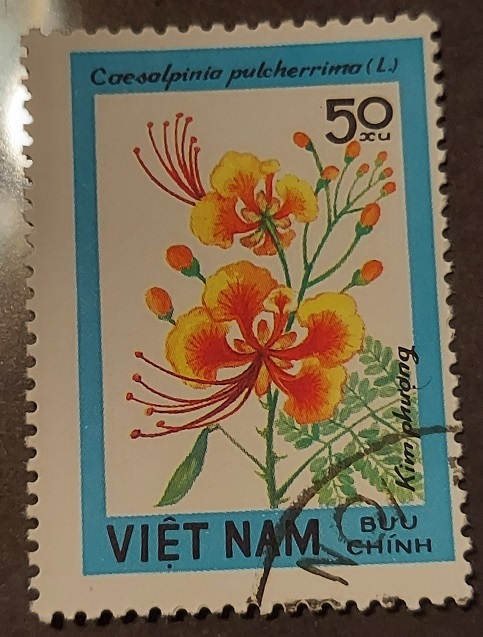 Caesalpinia pulcherrima (L.)
50
xu
Kim phượng
VIỆT NAM
BƯU
CHÍNH